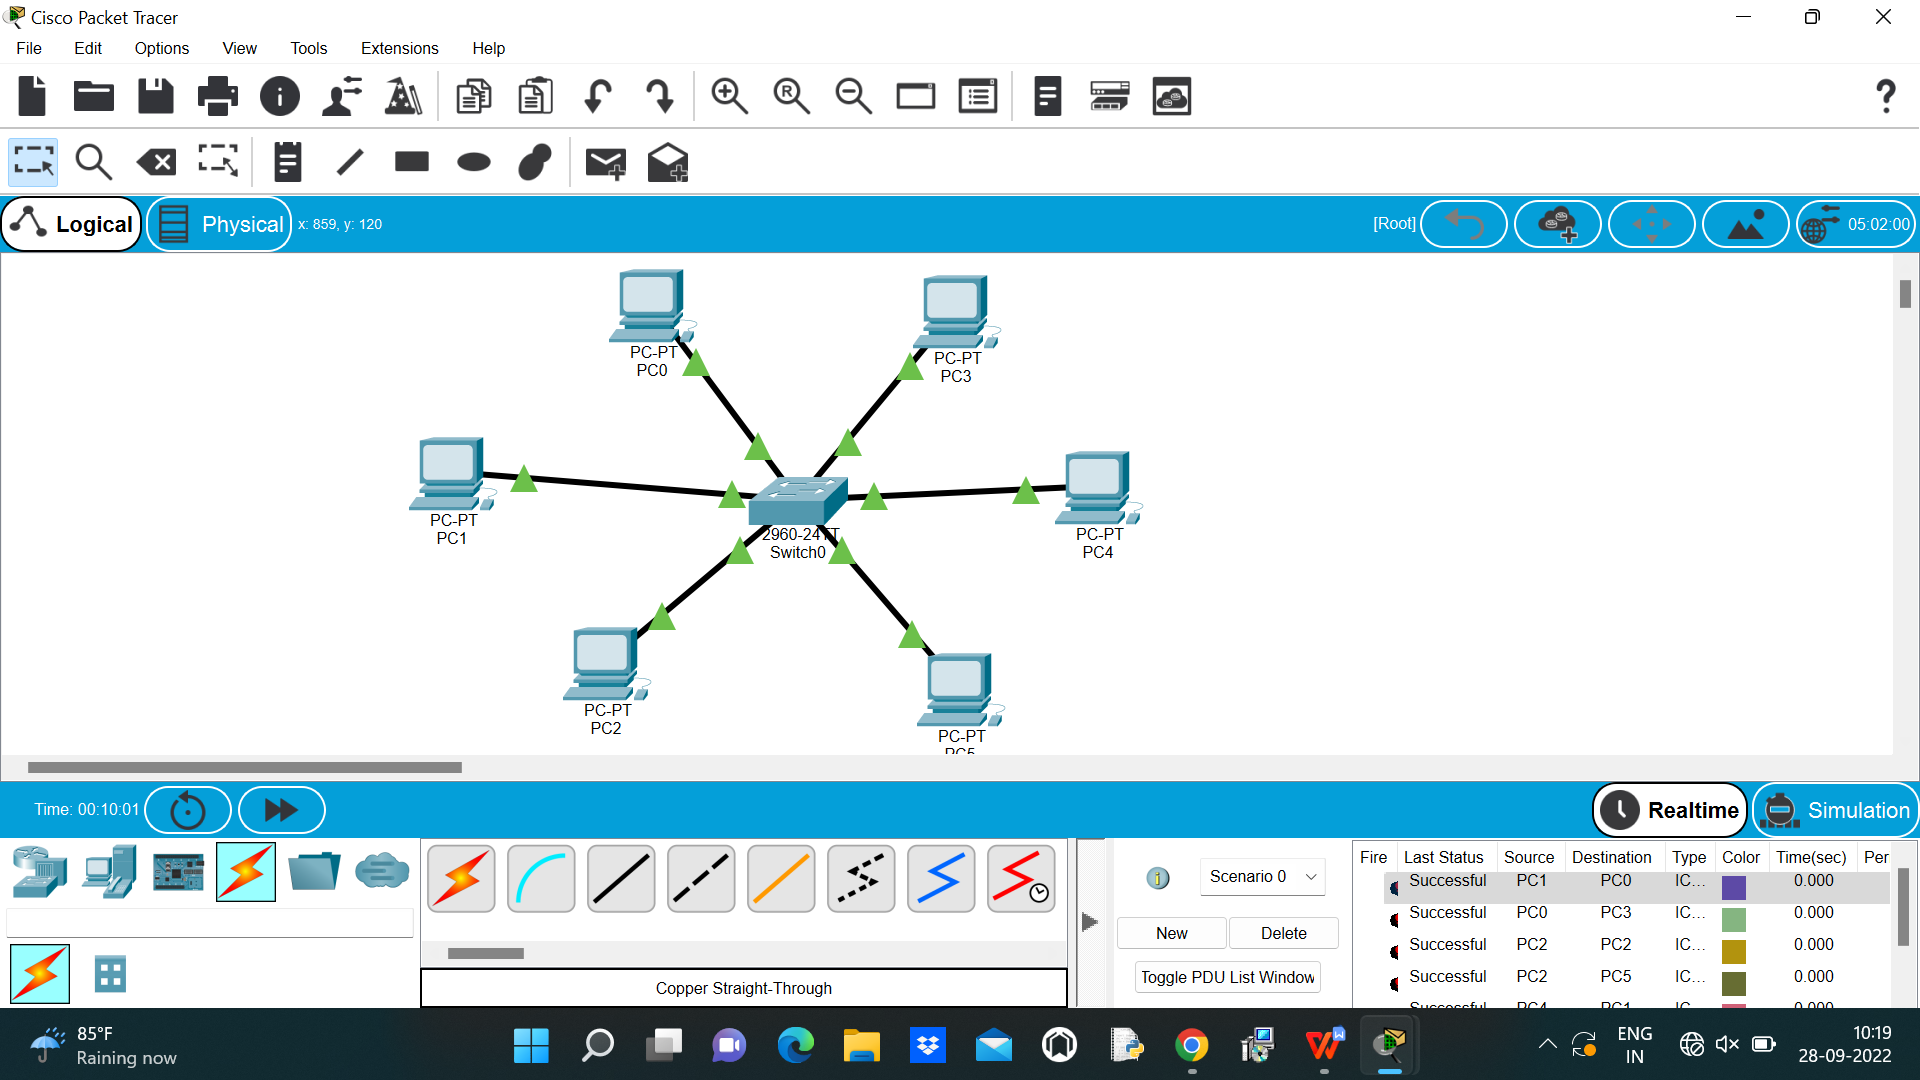 Cisco Packet Tracer
File Edit Options View Tools Extensions Help
Logical Physical x: 859, y: 120 [Root] 05:02:00
PC-PT
PC0
PC-PT
PC3
PC-PT
PC1
2960-24TT
Switch0
PC-PT
PC4
PC-PT
PC2
PC-PT
PC5
Time: 00:10:01 Realtime Simulation
Scenario 0
New Delete
Toggle PDU List Window
Copper Straight-Through
Fire Last Status Source Destination Type Color Time(sec) Per
Successful PC1 PC0 IC... 0.000
Successful PC0 PC3 IC... 0.000
Successful PC2 PC2 IC... 0.000
Successful PC2 PC5 IC... 0.000
Successful PC4 PC1 IC... 0.000
85°F
Raining now
ENG
IN
10:19
28-09-2022